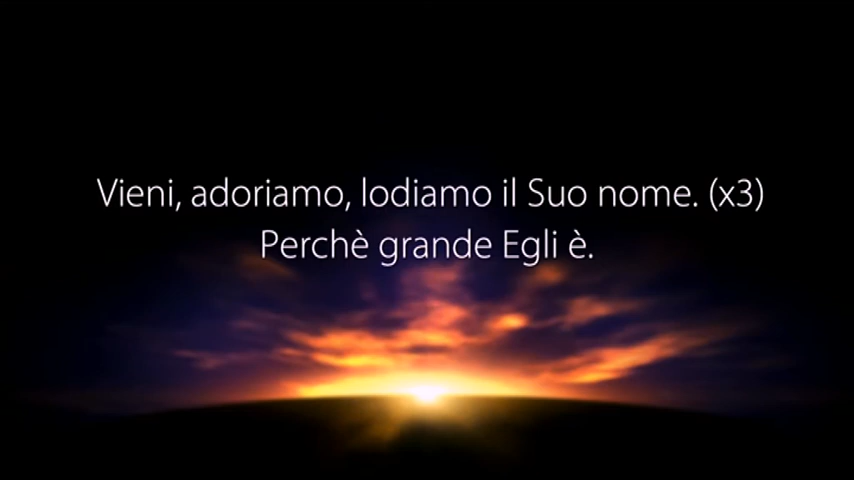 Vieni, adoriamo, lodiamo il Suo nome. (x3)
Perchè grande Egli è.